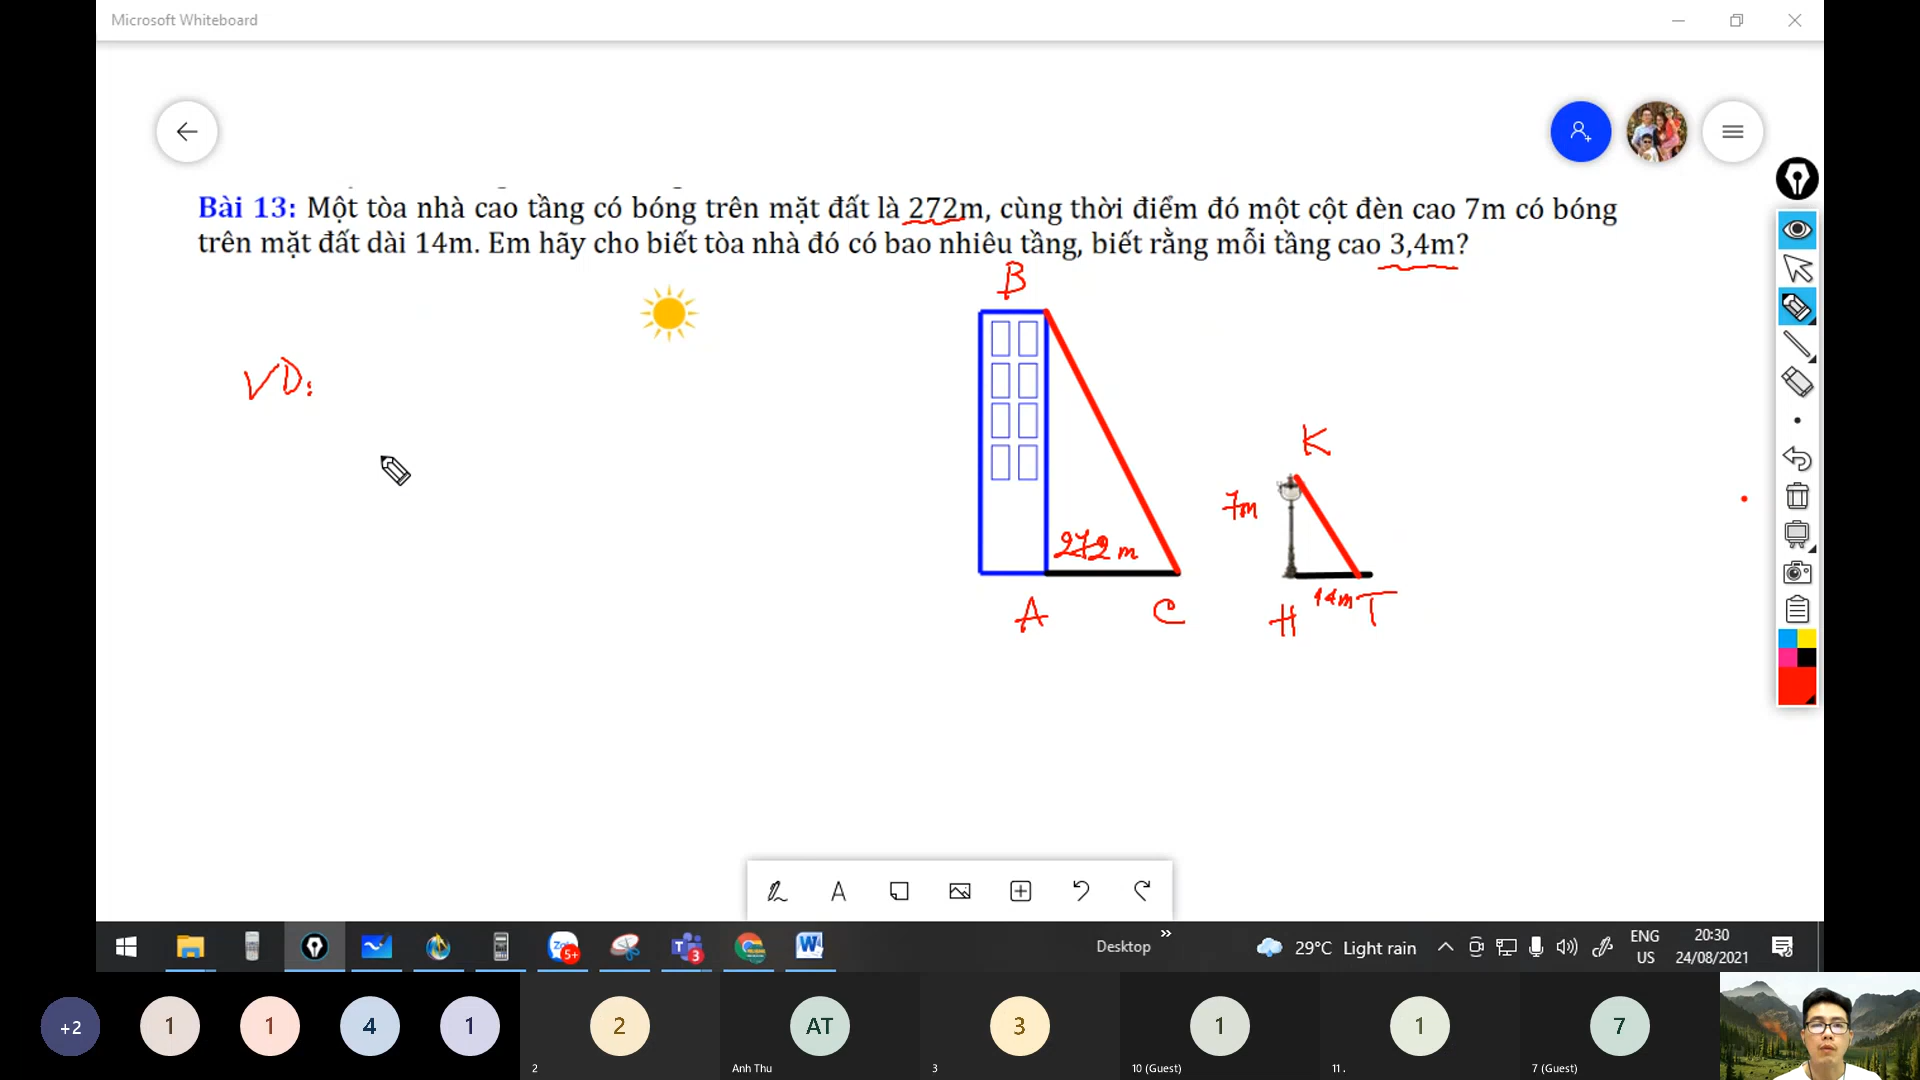 Microsoft Whiteboard
Bài 13: Một tòa nhà cao tầng có bóng trên mặt đất là 272m, cùng thời điểm đó một cột đèn cao 7m có bóng
trên mặt đất dài 14m. Em hãy cho biết tòa nhà đó có bao nhiêu tầng, biết rằng mỗi tầng cao 3,4m?
B
VD:
K
7m
272 m
14m
A
C
H
T
A
Desktop
»
29°C Light rain
ENG
US
20:30
24/08/2021
Zalo
5+
T
3
W
+2
1
1
4
1
2
AT
3
1
1
7
2
Anh Thu
3
10 (Guest)
11 .
7 (Guest)